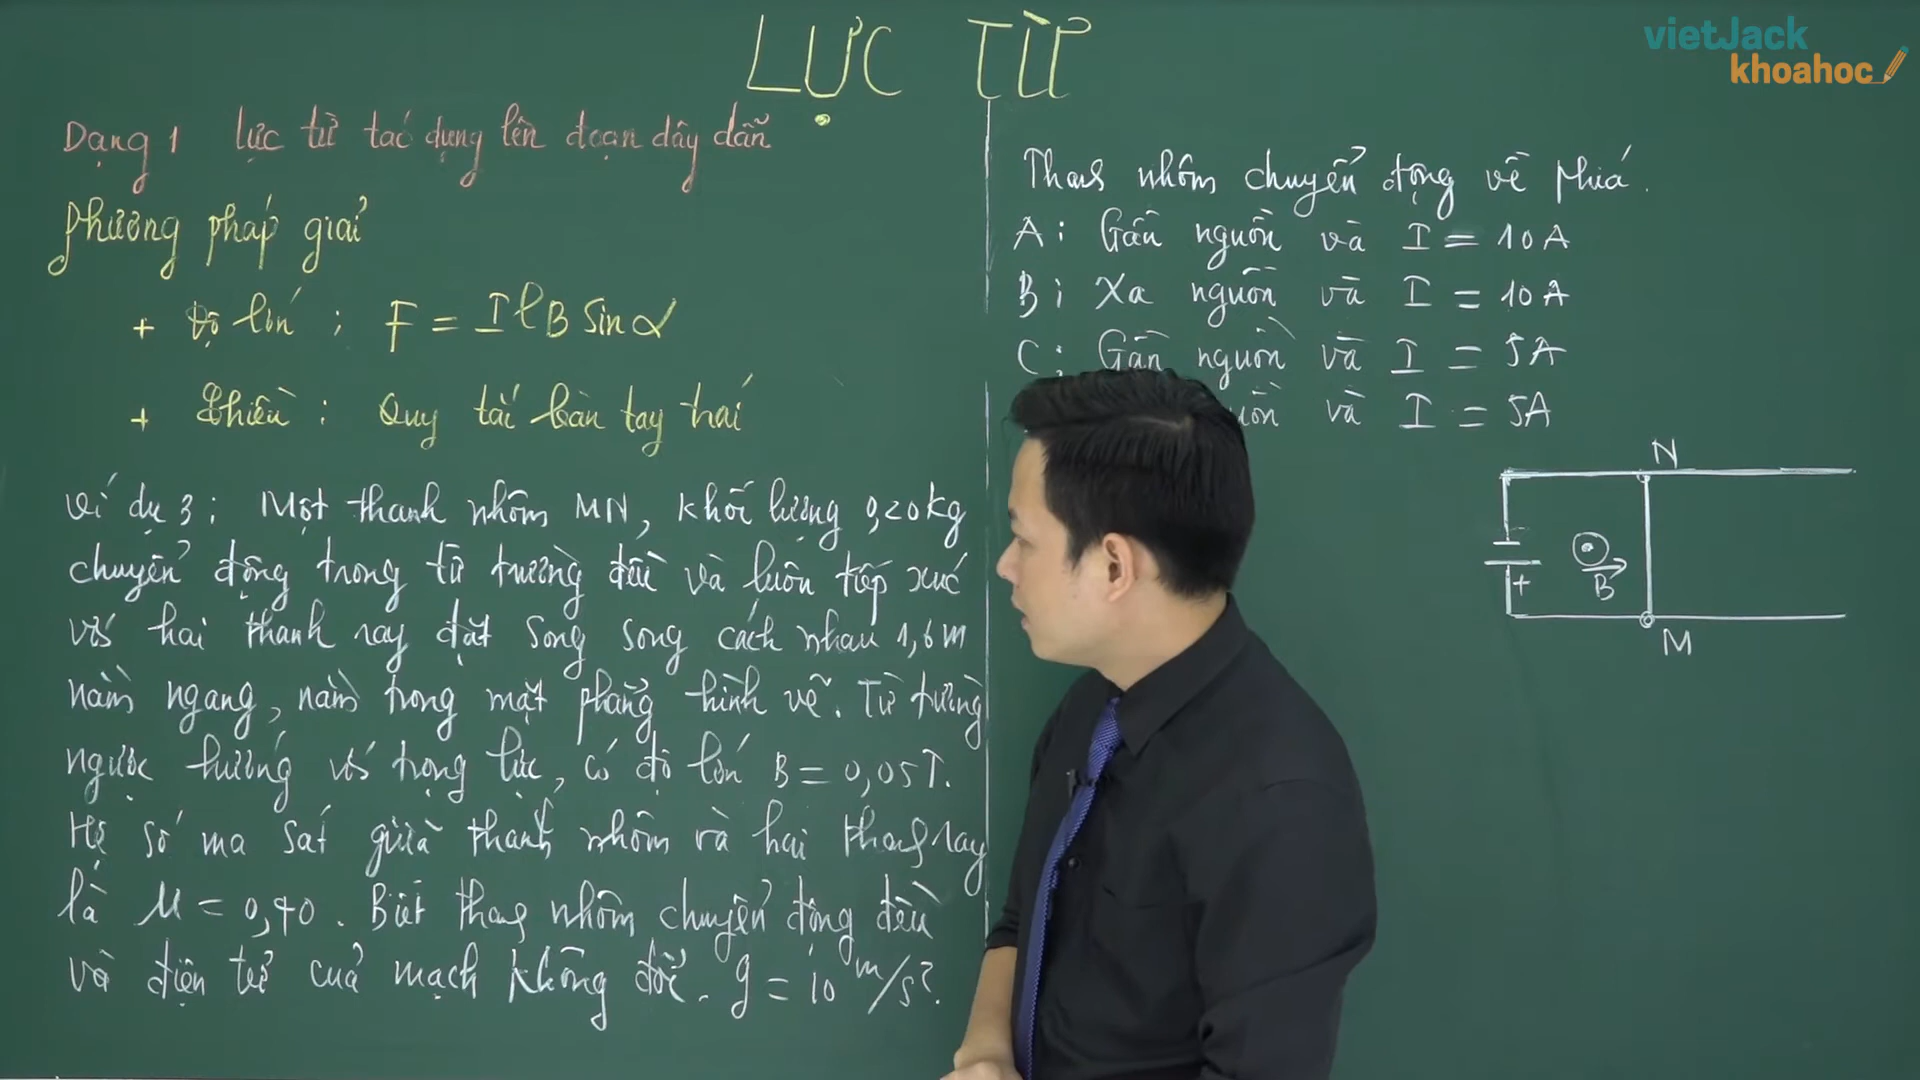 vietJack
khoahoc
LỰC TỪ
Dạng 1 Lực từ tác dụng lên đoạn dây dẫn
Phương pháp giải
+ Độ lớn : F = IlB sinα
+ Chiều : Quy tắc bàn tay trái
Ví dụ 3 : Một thanh nhôm MN, khối lượng 0,20kg
chuyển động trong từ trường đều và luôn tiếp xúc
với hai thanh ray đặt song song cách nhau 1,6m
nằm ngang, nằm trong mặt phẳng hình vẽ. Từ trường
ngược hướng với trọng lực, có độ lớn B = 0,05T.
Hệ số ma sát giữa thanh nhôm và hai thanh ray
là μ = 0,40. Biết thanh nhôm chuyển động đều
và điện trở của mạch không đổi. g = 10 m/s².
Thanh nhôm chuyển động về phía.
A: Gần nguồn và I = 10A
B: Xa nguồn và I = 10A
C: Gần nguồn và I = 5A
và I = 5A
N
+
B
M